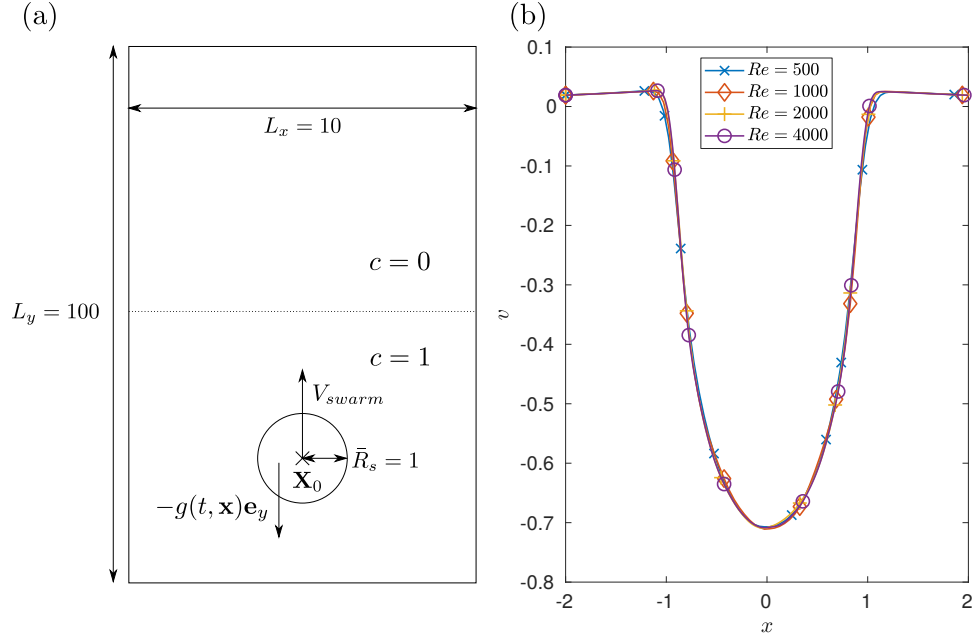 (a)
L_x = 10
c = 0
L_y = 100
c = 1
V_{swarm}
R̄_s = 1
X_0
−g(t, x)e_y
(b)
0.1
0
-0.1
-0.2
-0.3
-0.4
-0.5
-0.6
-0.7
-0.8
v
Re = 500
Re = 1000
Re = 2000
Re = 4000
-2
-1
0
1
2
x